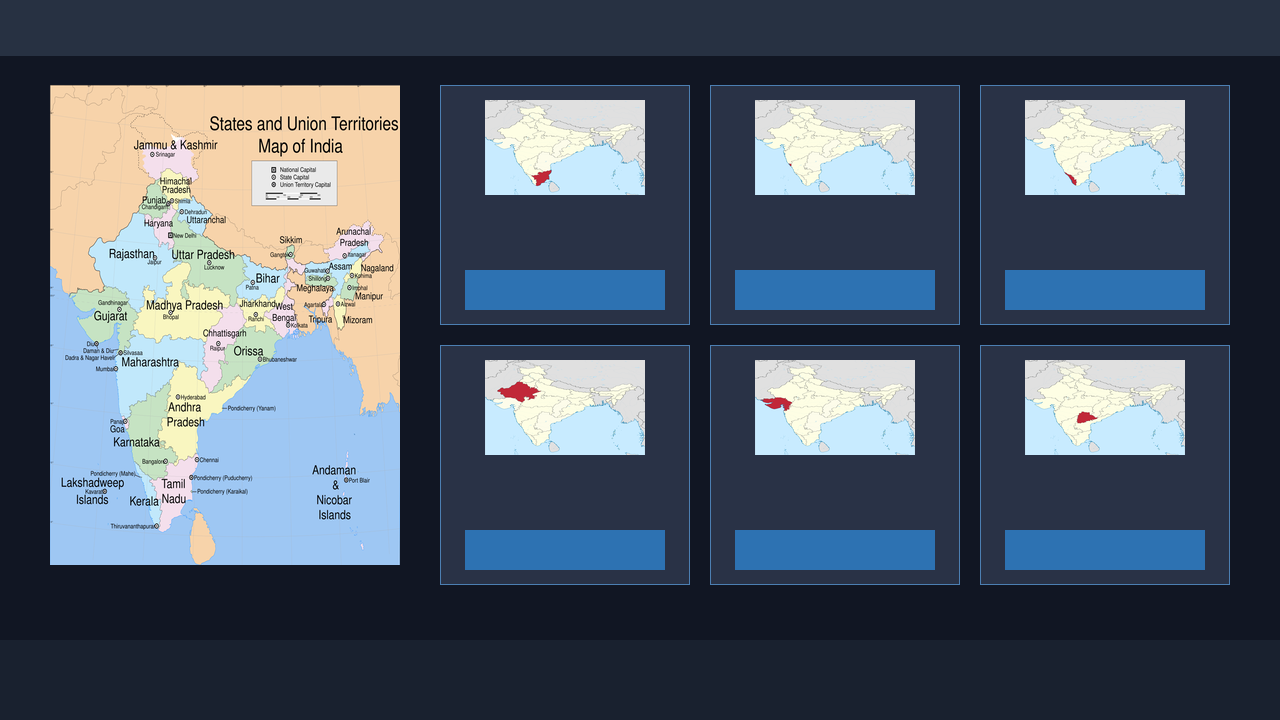 States and Union Territories
Map of India
National Capital
State Capital
Union Territory Capital
Jammu & Kashmir
Srinagar
Himachal
Pradesh
Punjab
Shimla
Chandigarh
Dehradun
Uttaranchal
Haryana
New Delhi
Arunachal
Pradesh
Sikkim
Rajasthan
Jaipur
Uttar Pradesh
Lucknow
Gangtok
Itanagar
Assam
Nagaland
Guwahati
Shillong
Kohima
Bihar
Patna
Meghalaya
Imphal
Manipur
Gandhinagar
Gujarat
Madhya Pradesh
Bhopal
Jharkhand
Ranchi
West
Bengal
Kolkata
Agartala
Tripura
Aizwal
Mizoram
Chhattisgarh
Raipur
Orissa
Bhubaneshwar
Diu
Daman & Diu
Dadra & Nagar Haveli
Silvasaa
Maharashtra
Mumbai
Hyderabad
Andhra
Pradesh
Pondicherry (Yanam)
Panaji
Goa
Karnataka
Bangalore
Chennai
Pondicherry (Mahe)
Pondicherry (Puducherry)
Lakshadweep
Islands
Kavarati
Tamil
Nadu
Pondicherry (Karaikal)
Kerala
Thiruvananthapuram
Andaman
&
Nicobar
Islands
Port Blair